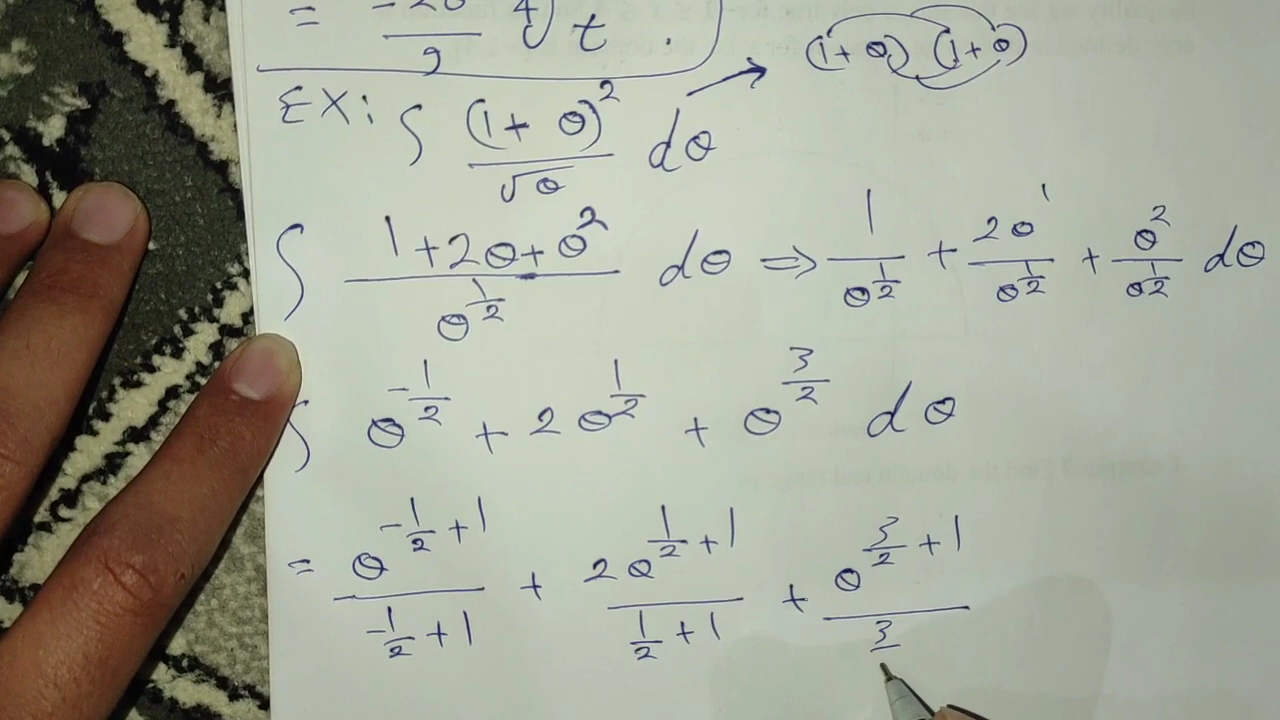 = -20/9 ∜t .
(1+θ) (1+θ)
EX: ∫ (1+θ)²/√θ dθ
∫ (1+2θ+θ²)/θ^(1/2) dθ ⇒ 1/θ^(1/2) + 2θ¹/θ^(1/2) + θ²/θ^(1/2) dθ
∫ θ^(-1/2) + 2θ^(1/2) + θ^(3/2) dθ
= θ^(-1/2+1)/(-1/2+1) + 2θ^(1/2+1)/(1/2+1) + θ^(3/2+1)/3